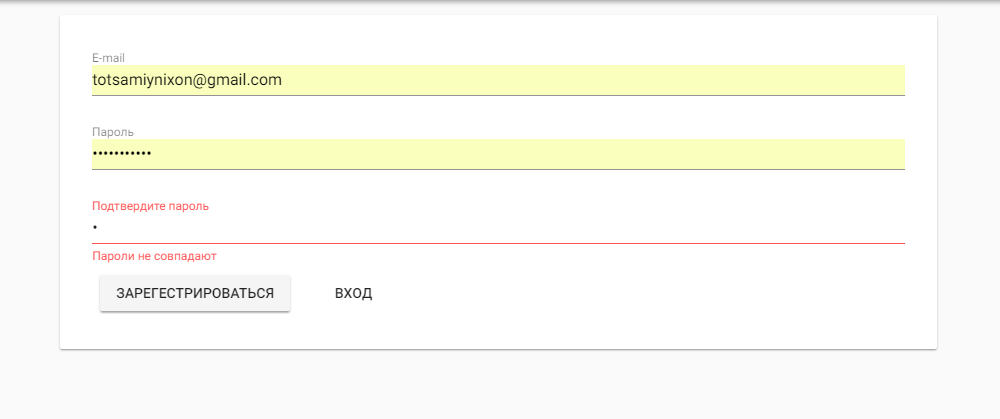 E-mail
totsamiynixon@gmail.com
Пароль
•••••••••••
Подтвердите пароль
•
Пароли не совпадают
ЗАРЕГЕСТРИРОВАТЬСЯ ВХОД